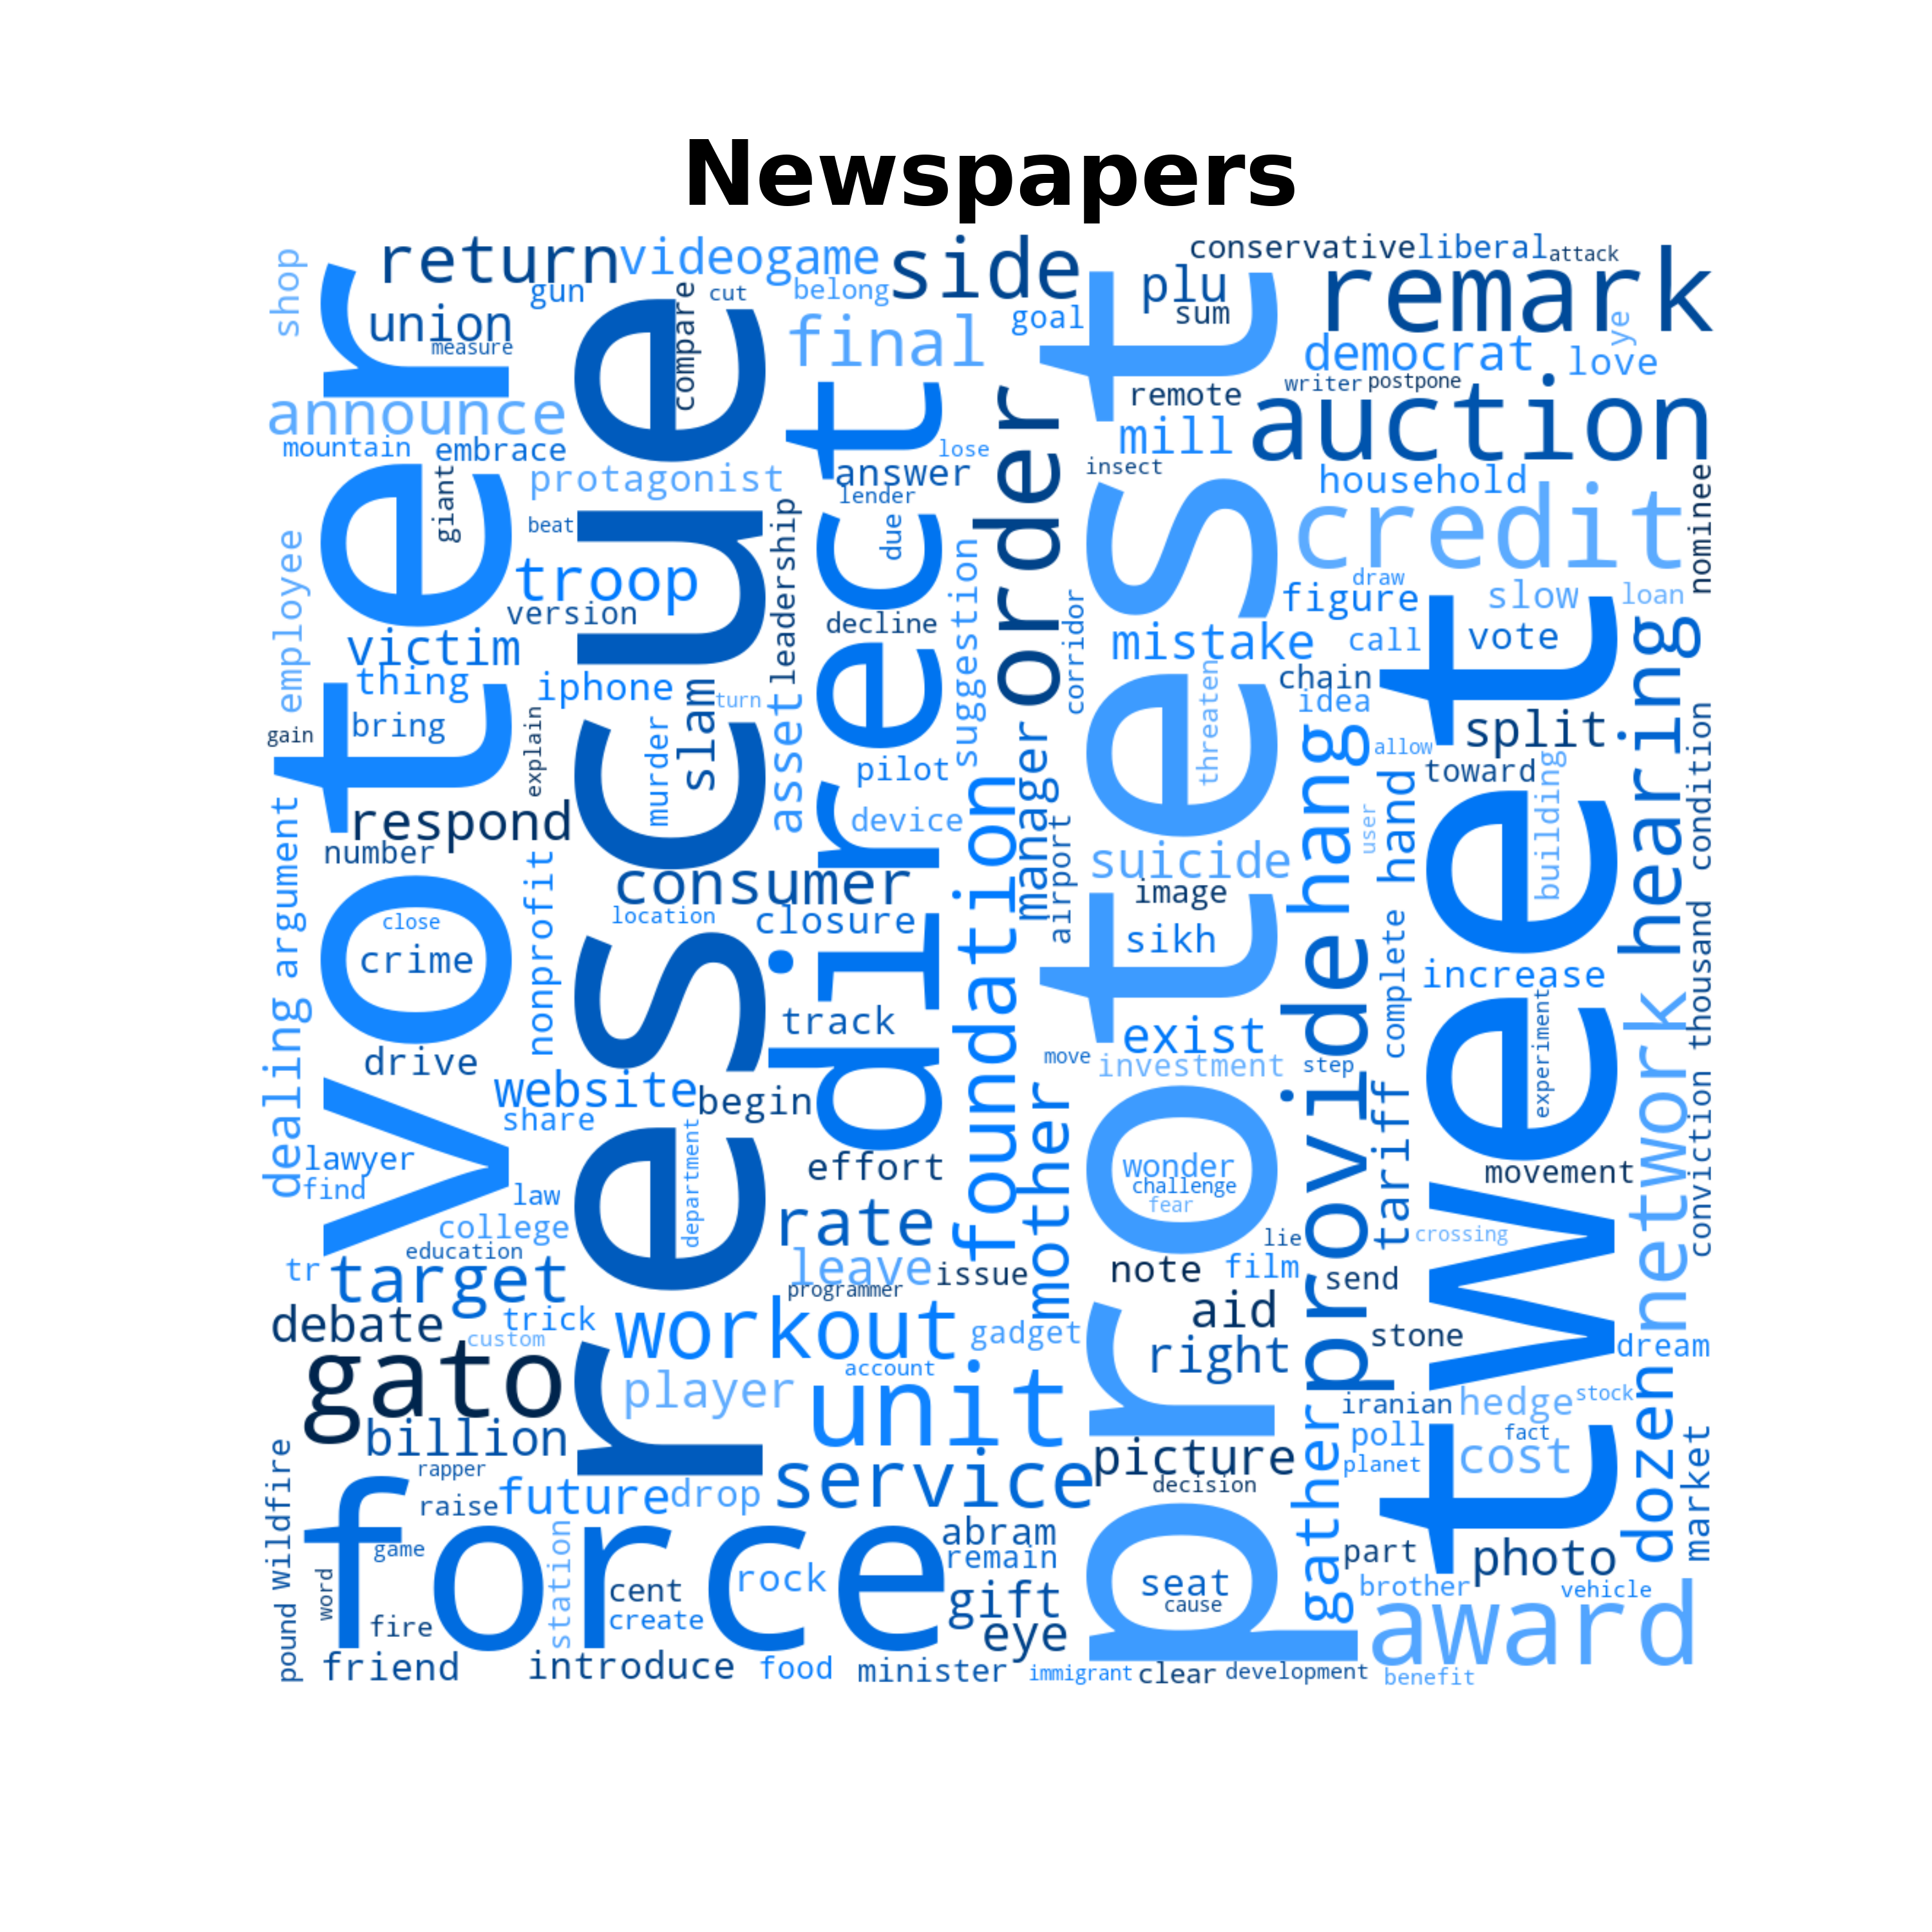 Newspapers
shop
return
videogame
side
conservative
liberal
attack
gun
cut
belong
plu
remark
union
compare
goal
sum
ye
measure
final
democrat
love
announce
remote
writer
postpone
mountain
embrace
lose
mill
auction
protagonist
answer
insect
household
giant
lender
credit
nominee
beat
due
employee
troop
leadership
suggestion
order
draw
version
decline
corridor
figure
slow
loan
victim
mistake
call
vote
thing
iphone
slam
turn
threaten
chain
idea
hearing
gain
bring
explain
murder
asset
pilot
manager
hang
allow
split
toward
building
condition
respond
device
airport
user
hand
number
nonprofit
suicide
argument
consumer
image
close
location
closure
sikh
crime
foundation
complete
increase
thousand
voter
rescue
direct
protest
tweet
track
exist
experiment
drive
move
investment
step
provide
network
dealing
website
begin
share
department
mother
tariff
lawyer
effort
wonder
challenge
fear
movement
conviction
find
law
college
rate
crossing
education
lie
tr
target
leave
issue
note
film
send
programmer
debate
trick
workout
gadget
aid
stone
custom
right
dream
gato
account
player
unit
iranian
hedge
stock
billion
poll
fact
rapper
picture
planet
cost
dozen
market
wildfire
raise
future
drop
service
decision
gather
force
game
station
abram
remain
part
photo
word
cent
rock
seat
brother
vehicle
fire
create
gift
cause
award
pound
eye
friend
introduce
food
minister
immigrant
clear
development
benefit